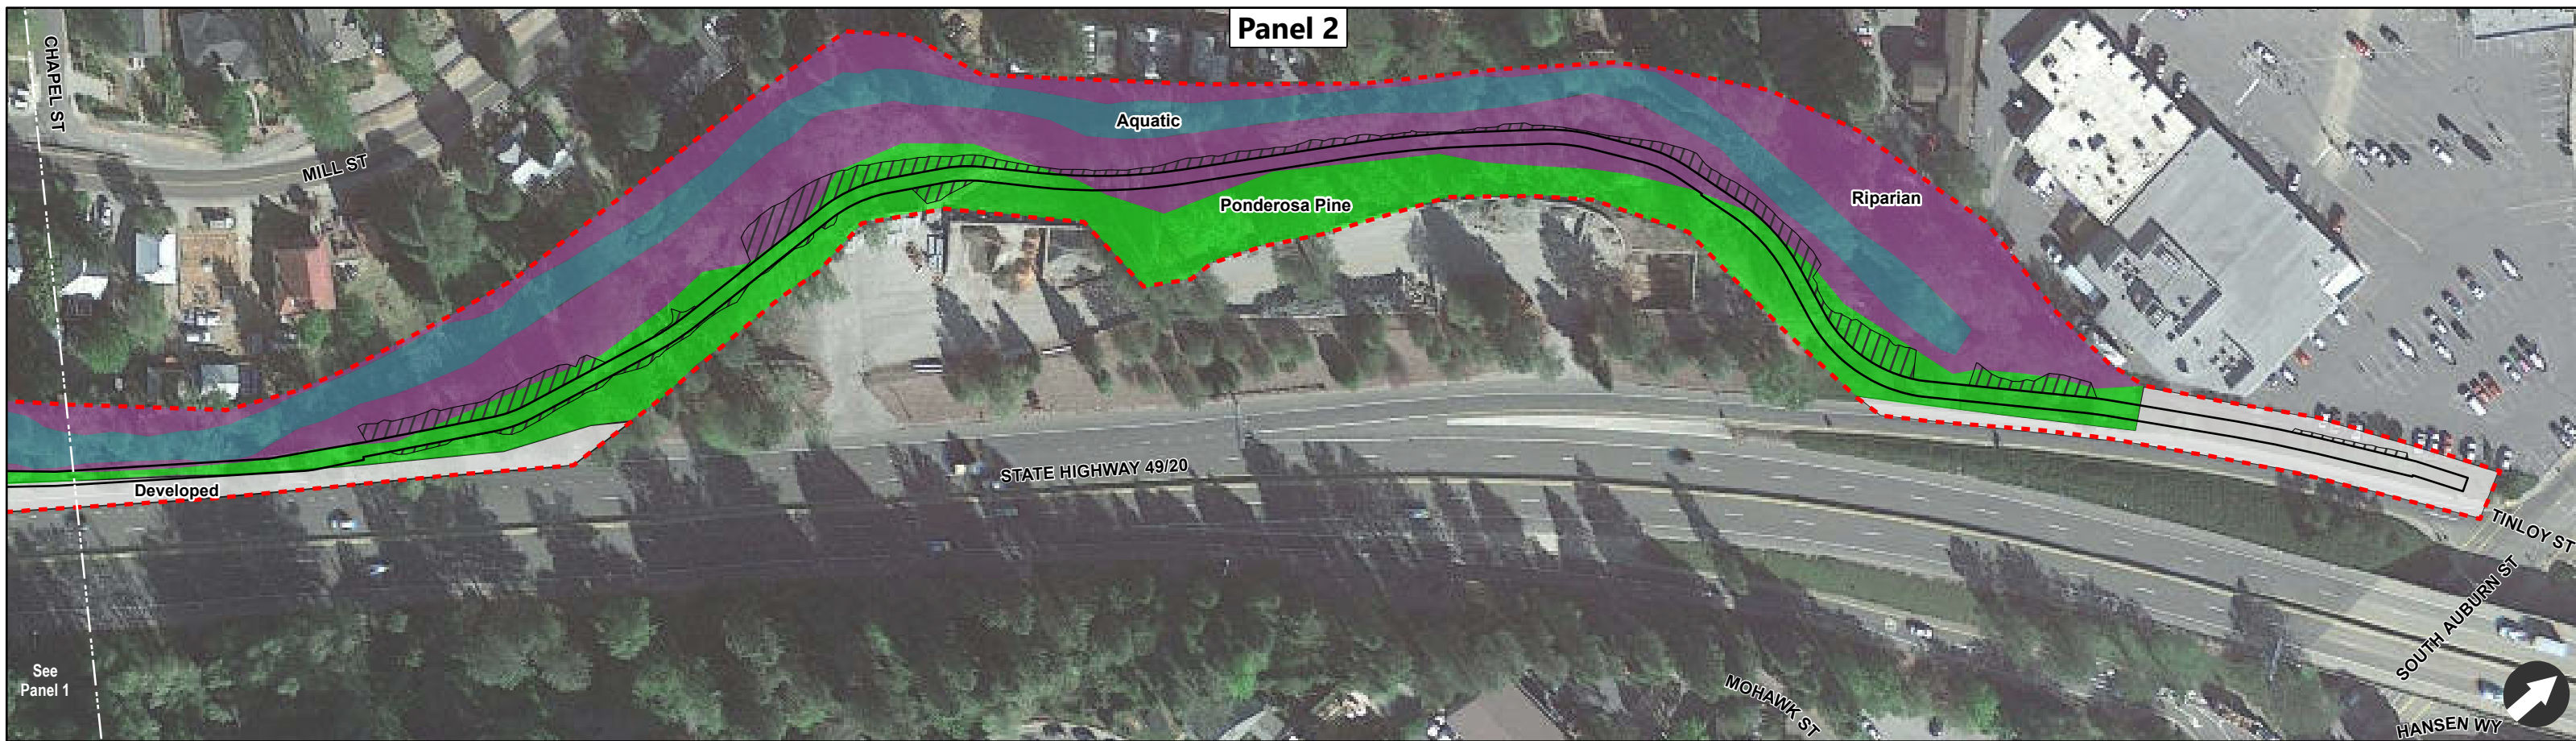 Panel 2
CHAPEL ST
MILL ST
Aquatic
Riparian
Ponderosa Pine
STATE HIGHWAY 49/20
Developed
TINLOY ST
SOUTH AUBURN ST
See
Panel 1
MOHAWK ST
HANSEN WY